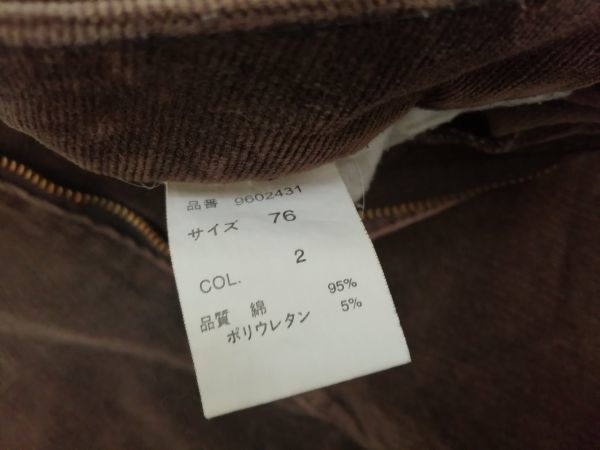 品番 9602431
サイズ 76
COL. 2
品質 綿 95%
ポリウレタン 5%